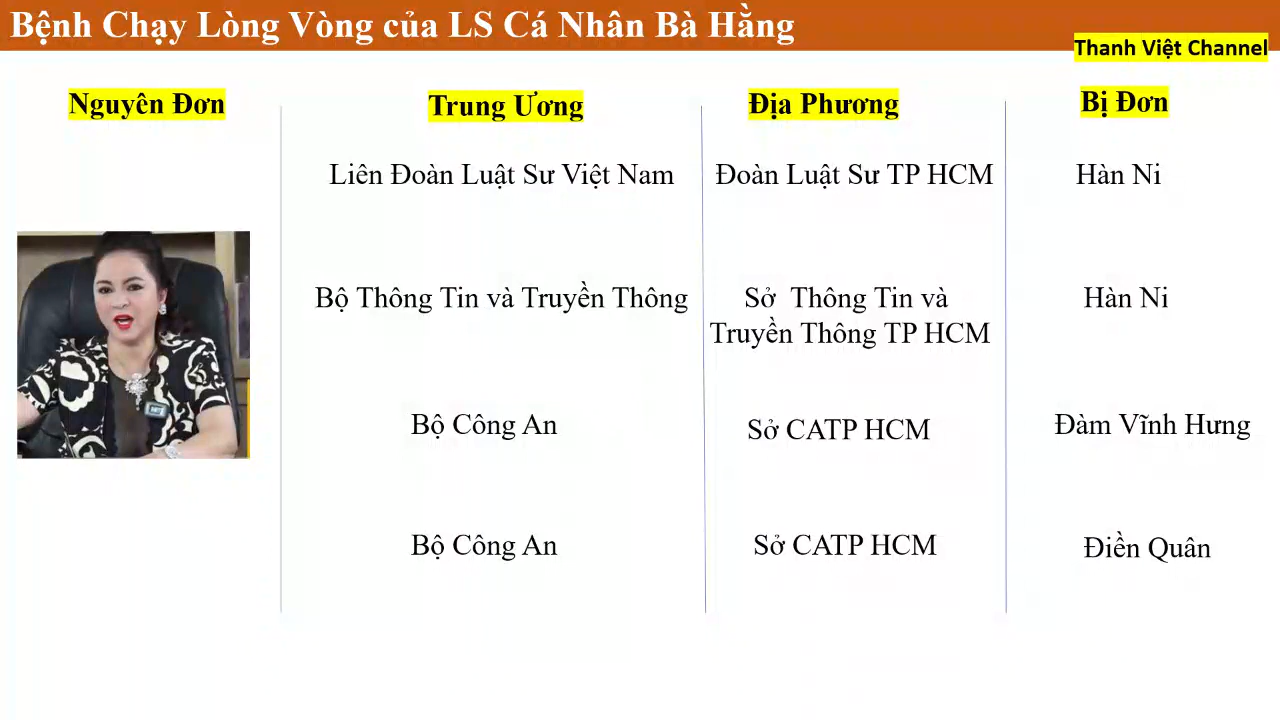 Bệnh Chạy Lòng Vòng của LS Cá Nhân Bà Hằng
Thanh Việt Channel
Nguyên Đơn
Trung Ương
Địa Phương
Bị Đơn
Liên Đoàn Luật Sư Việt Nam
Đoàn Luật Sư TP HCM
Hàn Ni
Bộ Thông Tin và Truyền Thông
Sở Thông Tin và
Truyền Thông TP HCM
Hàn Ni
Bộ Công An
Sở CATP HCM
Đàm Vĩnh Hưng
Bộ Công An
Sở CATP HCM
Điền Quân